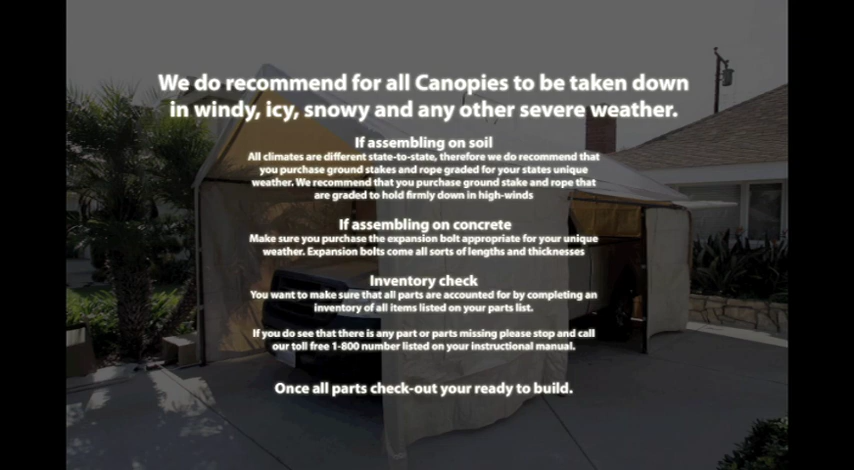 We do recommend for all Canopies to be taken down
in windy, icy, snowy and any other severe weather.
If assembling on soil
All climates are different state-to-state, therefore we do recommend that
you purchase ground stakes and rope graded for your states unique
weather. We recommend that you purchase ground stake and rope that
are graded to hold firmly down in high-winds
If assembling on concrete
Make sure you purchase the expansion bolt appropriate for your unique
weather. Expansion bolts come all sorts of lengths and thicknesses
Inventory check
You want to make sure that all parts are accounted for by completing an
inventory of all items listed on your parts list.
If you do see that there is any part or parts missing please stop and call
our toll free 1-800 number listed on your instructional manual.
Once all parts check-out your ready to build.